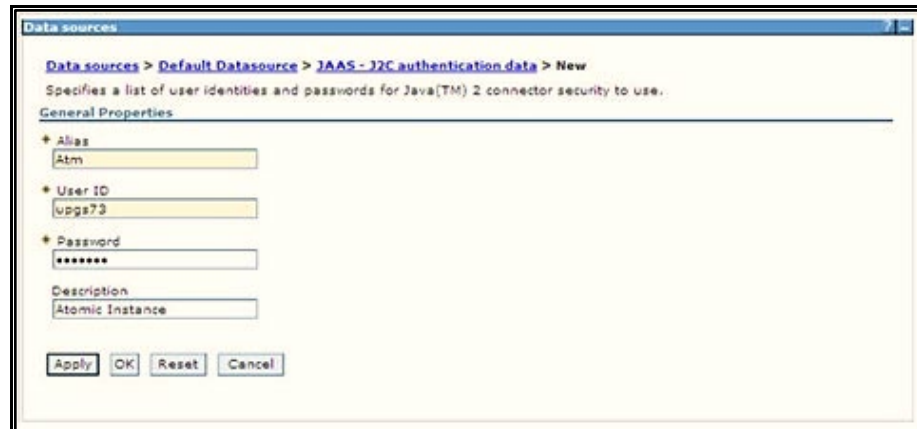 Data sources
? –
Data sources > Default Datasource > JAAS - J2C authentication data > New
Specifies a list of user identities and passwords for Java(TM) 2 connector security to use.
General Properties
* Alias
Atm
* User ID
upgs73
* Password
•••••••
Description
Atomic Instance
Apply OK Reset Cancel